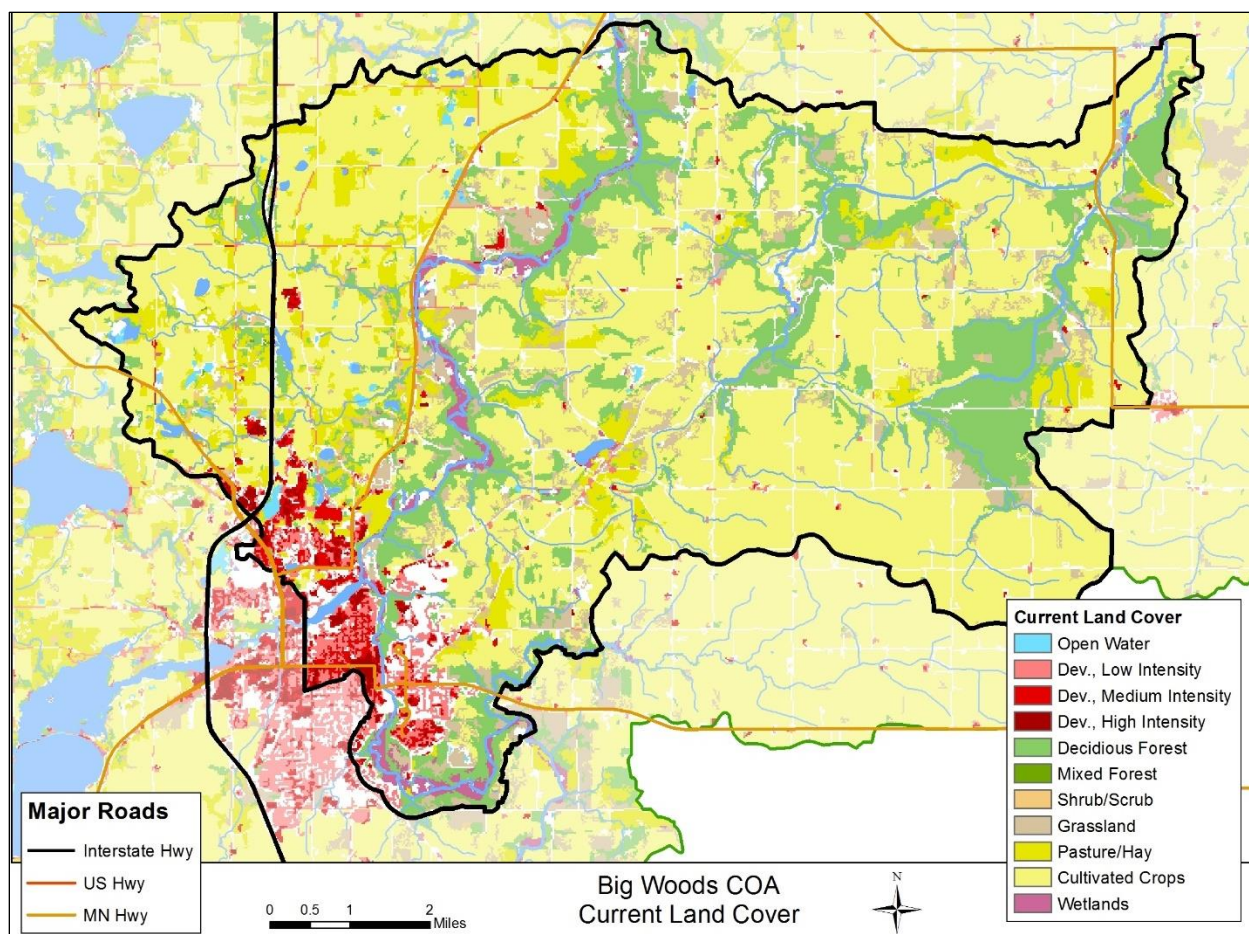 Current Land Cover
Open Water
Dev., Low Intensity
Dev., Medium Intensity
Dev., High Intensity
Decidious Forest
Mixed Forest
Shrub/Scrub
Grassland
Pasture/Hay
Cultivated Crops
Wetlands
Major Roads
Interstate Hwy
US Hwy
MN Hwy
0 0.5 1 2
Miles
Big Woods COA
Current Land Cover
N